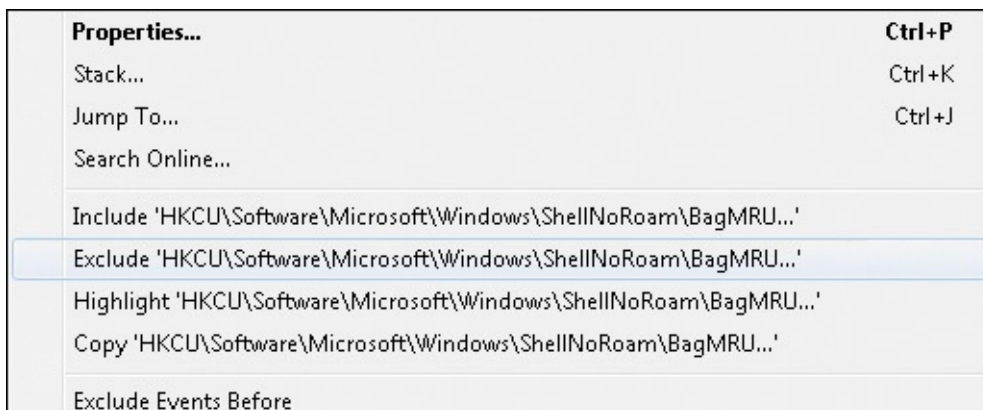 Properties... Ctrl+P
Stack... Ctrl+K
Jump To... Ctrl+J
Search Online...
Include 'HKCU\Software\Microsoft\Windows\ShellNoRoam\BagMRU...'
Exclude 'HKCU\Software\Microsoft\Windows\ShellNoRoam\BagMRU...'
Highlight 'HKCU\Software\Microsoft\Windows\ShellNoRoam\BagMRU...'
Copy 'HKCU\Software\Microsoft\Windows\ShellNoRoam\BagMRU...'
Exclude Events Before